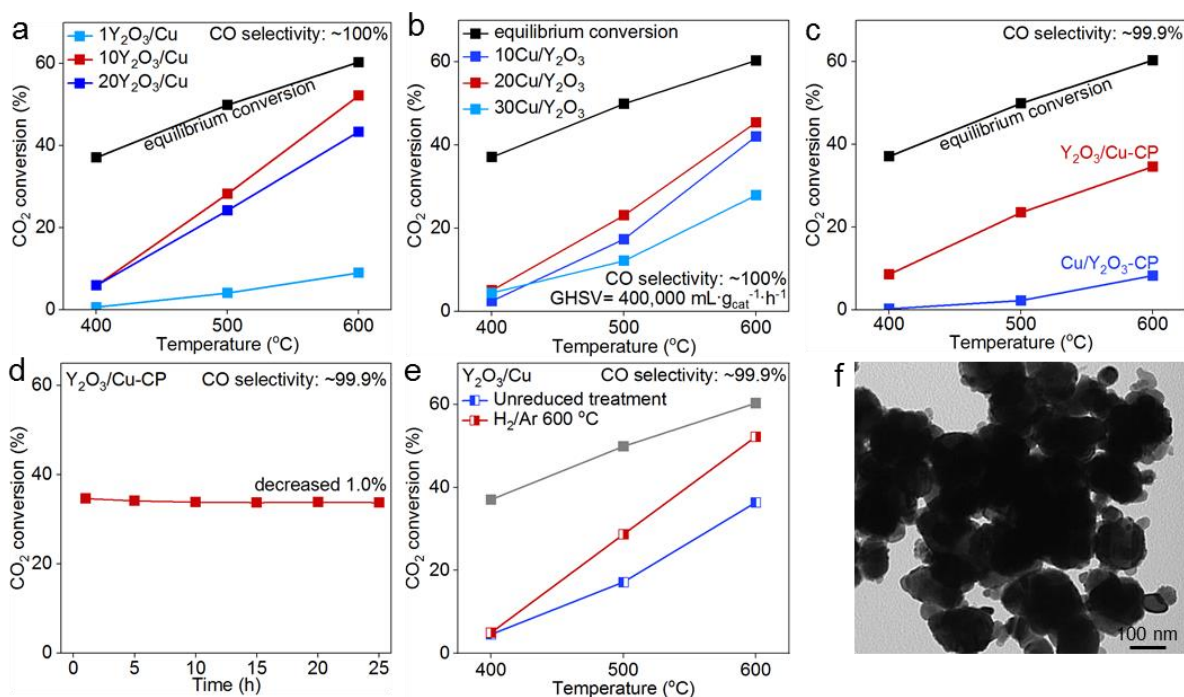 a
1Y₂O₃/Cu CO selectivity: ~100%
10Y₂O₃/Cu
20Y₂O₃/Cu
equilibrium conversion
CO₂ conversion (%)
60
40
20
0
400 500 600
Temperature (°C)
b
equilibrium conversion
10Cu/Y₂O₃
20Cu/Y₂O₃
30Cu/Y₂O₃
CO selectivity: ~100%
GHSV= 400,000 mL·g꜀ₐₜ⁻¹·h⁻¹
CO₂ conversion (%)
60
40
20
0
400 500 600
Temperature (°C)
c
CO selectivity: ~99.9%
equilibrium conversion
Y₂O₃/Cu-CP
Cu/Y₂O₃-CP
CO₂ conversion (%)
60
40
20
0
400 500 600
Temperature (°C)
d
Y₂O₃/Cu-CP CO selectivity: ~99.9%
decreased 1.0%
CO₂ conversion (%)
60
40
20
0
0 5 10 15 20 25
Time (h)
e
Y₂O₃/Cu CO selectivity: ~99.9%
Unreduced treatment
H₂/Ar 600 °C
CO₂ conversion (%)
60
40
20
0
400 500 600
Temperature (°C)
f
100 nm